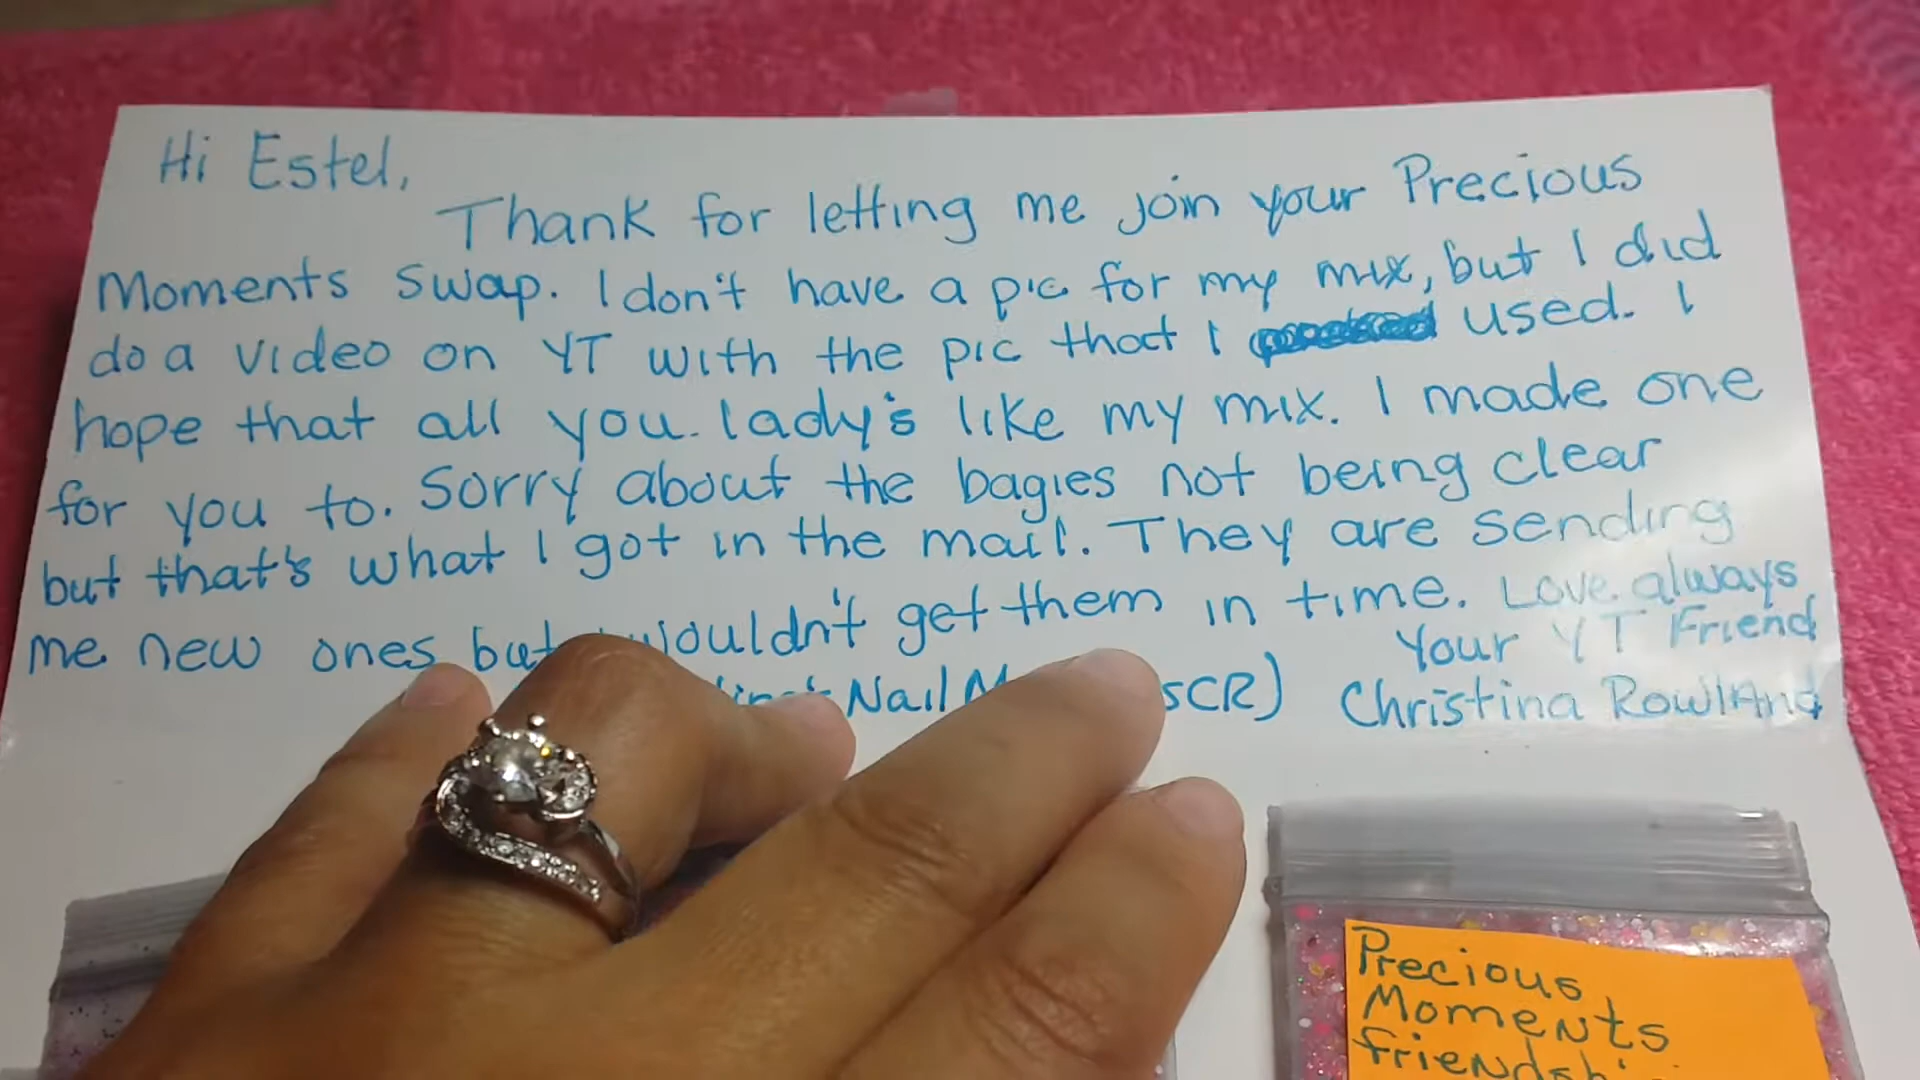 Hi Estel,
Thank for letting me join your Precious
Moments swap. I don't have a pic for my mix, but I did
do a video on YT with the pic that I used. I
hope that all you lady's like my mix. I made one
for you to. Sorry about the bagies not being clear
but that's what I got in the mail. They are sending
me new ones but wouldn't get them in time. Love always
Your YT Friend
Nail sCR) Christina Rowland
Precious
Moments